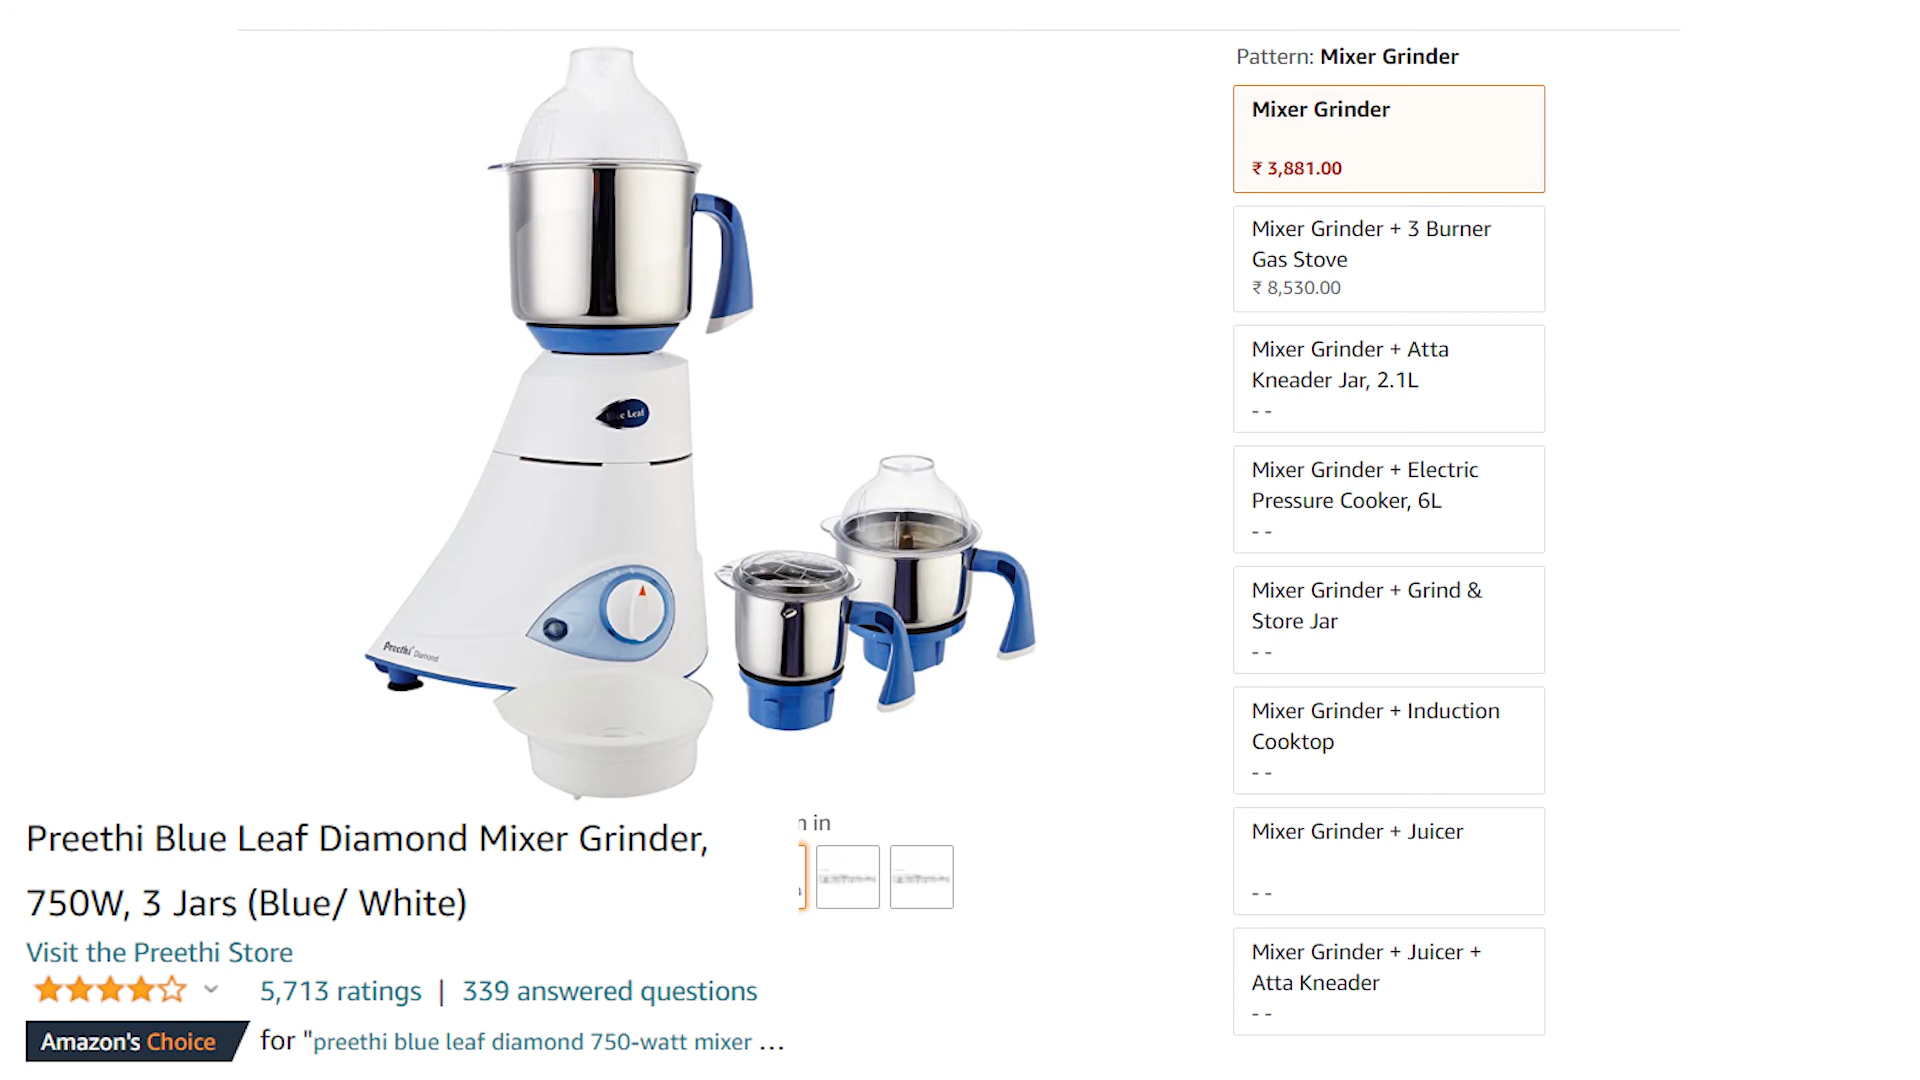 Pattern: Mixer Grinder
Mixer Grinder
₹ 3,881.00
Mixer Grinder + 3 Burner
Gas Stove
₹ 8,530.00
Mixer Grinder + Atta
Kneader Jar, 2.1L
- -
Mixer Grinder + Electric
Pressure Cooker, 6L
- -
Mixer Grinder + Grind &
Store Jar
- -
Mixer Grinder + Induction
Cooktop
- -
Mixer Grinder + Juicer
- -
Mixer Grinder + Juicer +
Atta Kneader
- -
Leaf
Preethi Diamond
in
Preethi Blue Leaf Diamond Mixer Grinder,
750W, 3 Jars (Blue/ White)
Visit the Preethi Store
5,713 ratings | 339 answered questions
Amazon's Choice for "preethi blue leaf diamond 750-watt mixer ...